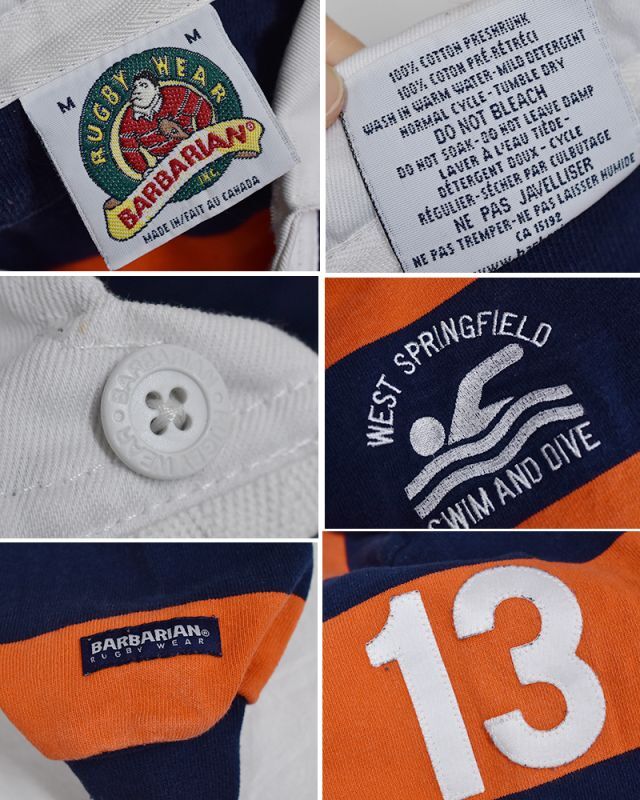 M
M
RUGBY WEAR
BARBARIAN®
INC.
MADE IN/FAIT AU CANADA
100% COTTON PRESHRUNK
100% COTON PRÉ-RÉTRÉCI
WASH IN WARM WATER-MILD DETERGENT
NORMAL CYCLE- TUMBLE DRY
DO NOT BLEACH
DO NOT SOAK-DO NOT LEAVE DAMP
LAVER À L'EAU TIÈDE-
DÉTERGENT DOUX - CYCLE
RÉGULIER-SÉCHER PAR CULBUTAGE
NE PAS JAVELLISER
NE PAS TREMPER-NE PAS LAISSER HUMIDE
CA 15192
BARBARIAN
RUGBY WEAR
WEST SPRINGFIELD
SWIM AND DIVE
BARBARIAN®
RUGBY WEAR
13